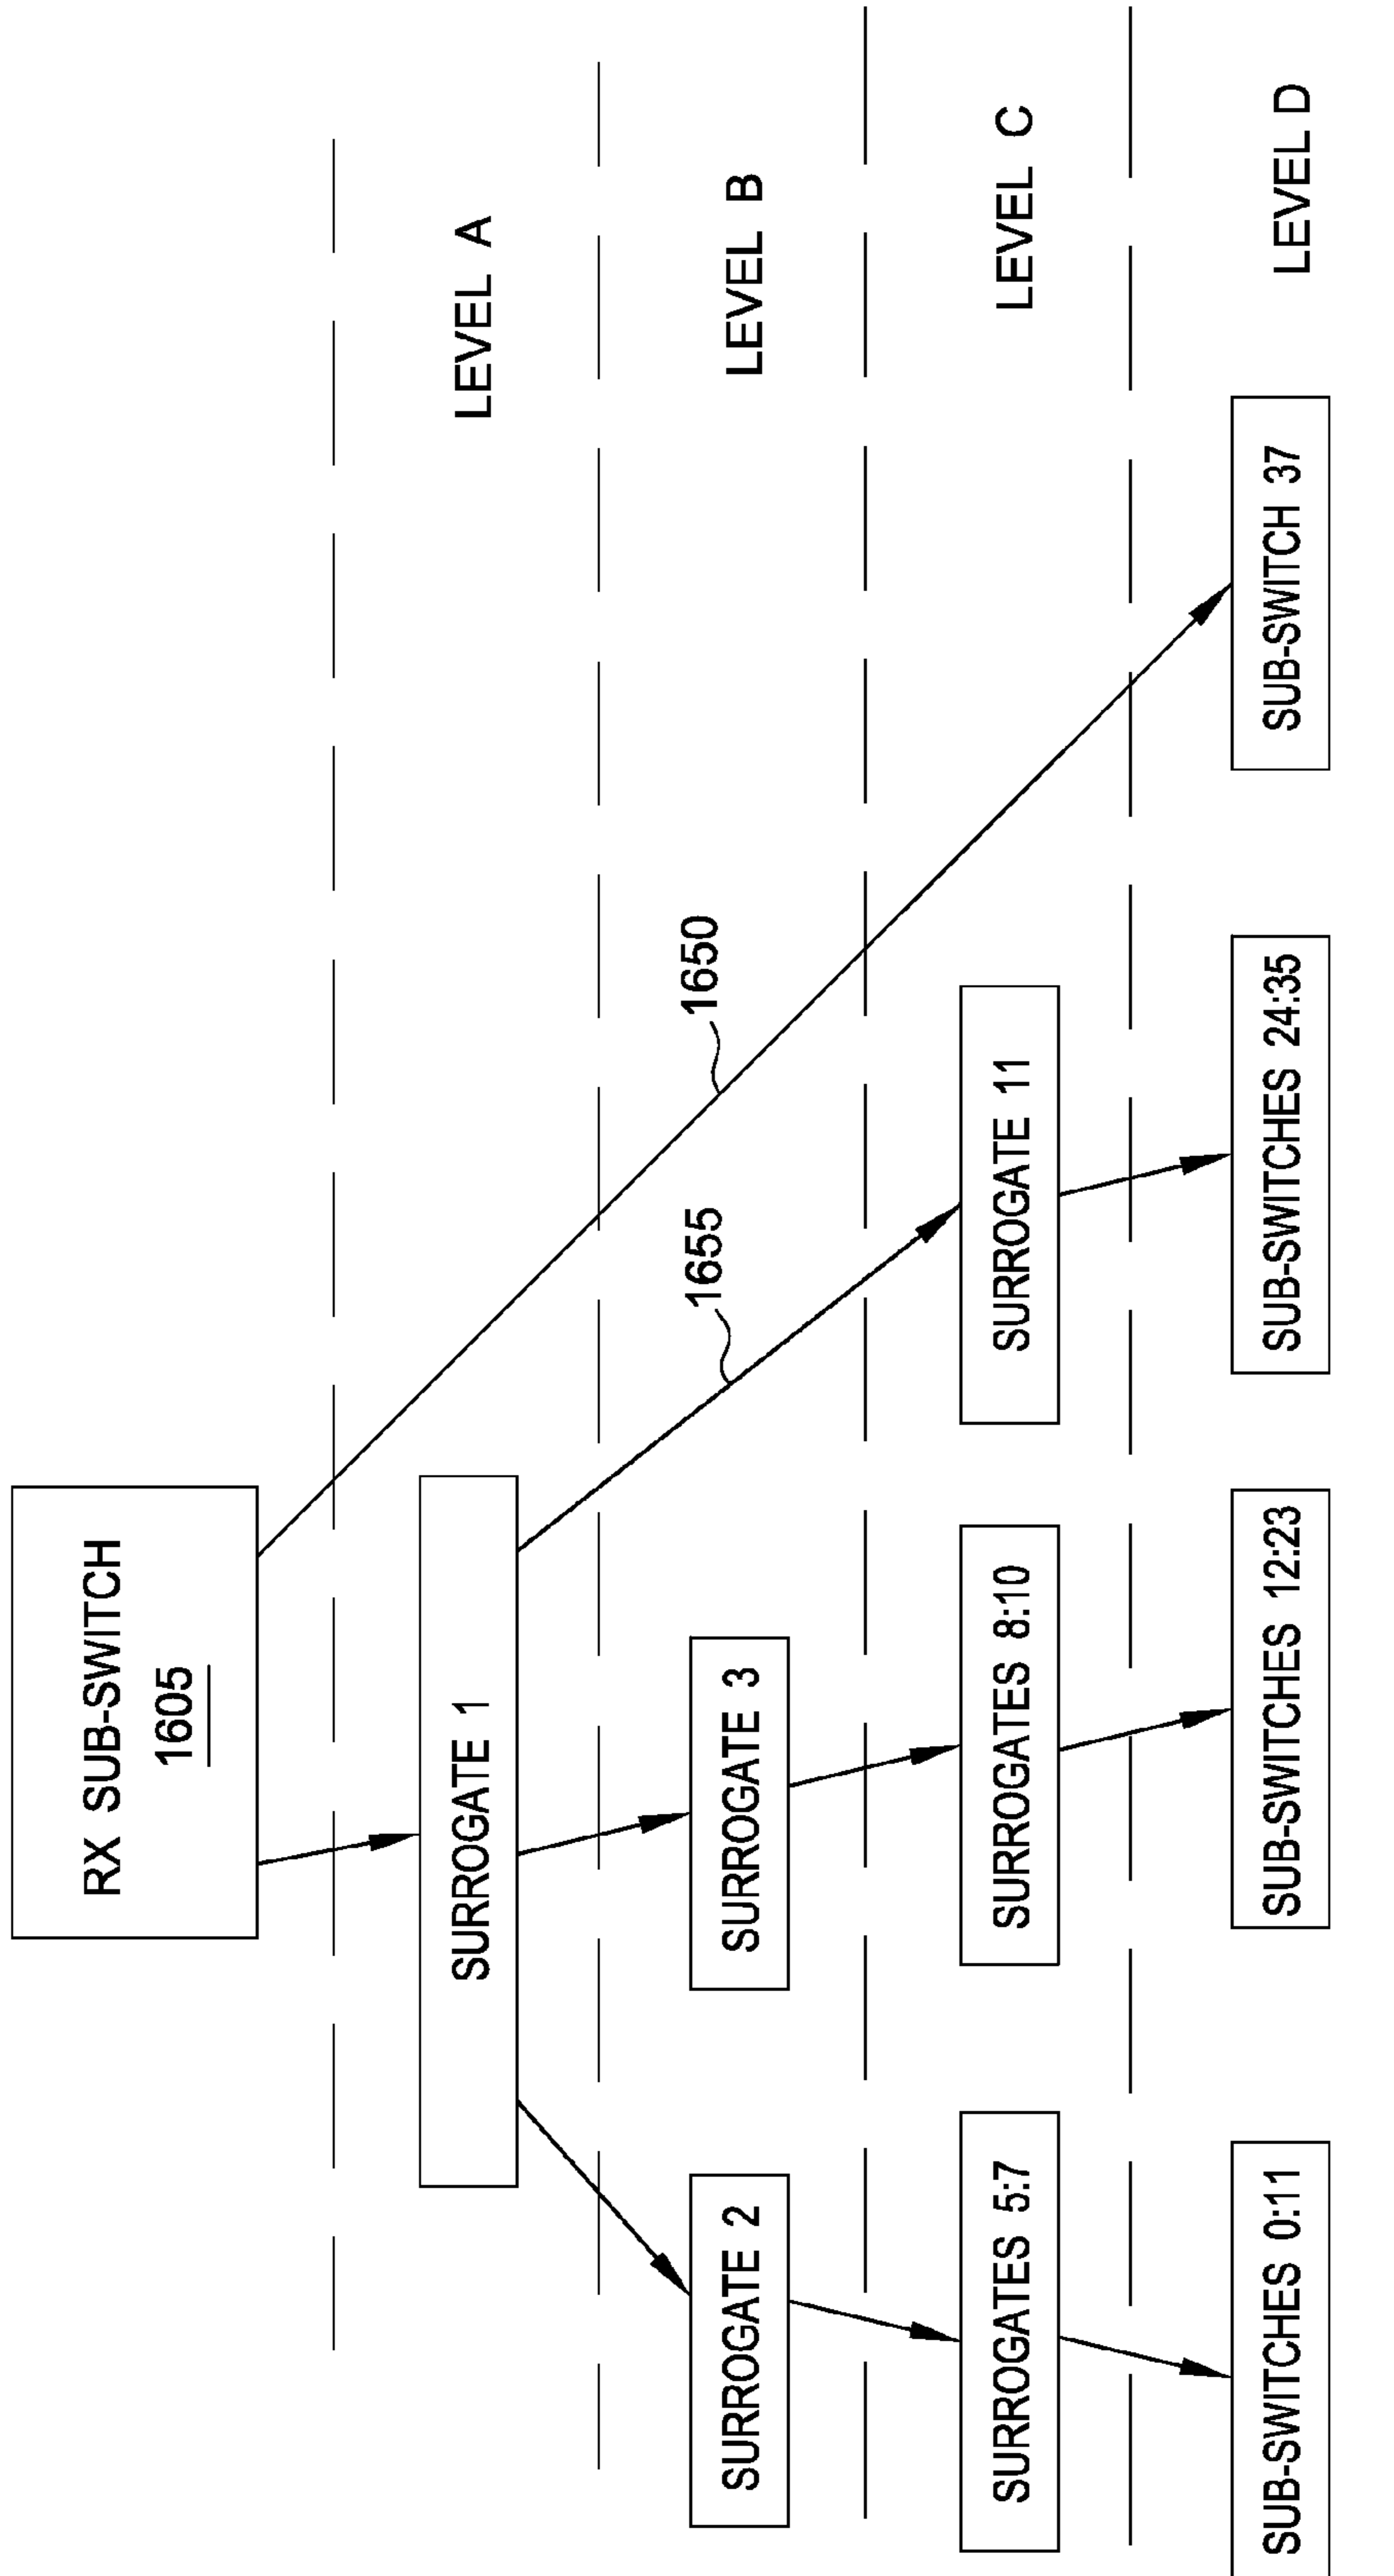 RX SUB-SWITCH
1605
SURROGATE 1
LEVEL A
SURROGATE 2
SURROGATE 3
1655
1650
LEVEL B
SURROGATES 5:7
SURROGATES 8:10
SURROGATE 11
LEVEL C
SUB-SWITCHES 0:11
SUB-SWITCHES 12:23
SUB-SWITCHES 24:35
SUB-SWITCH 37
LEVEL D